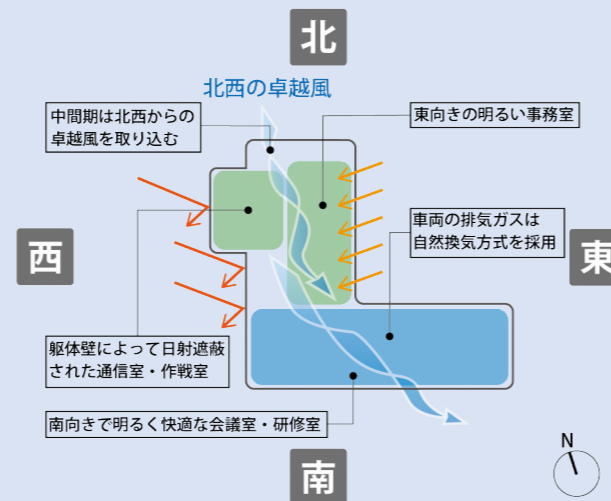 北
北西の卓越風
中間期は北西からの
卓越風を取り込む
東向きの明るい事務室
車両の排気ガスは
自然換気方式を採用
西
東
躯体壁によって日射遮蔽
された通信室・作戦室
南向きで明るく快適な会議室・研修室
南
N